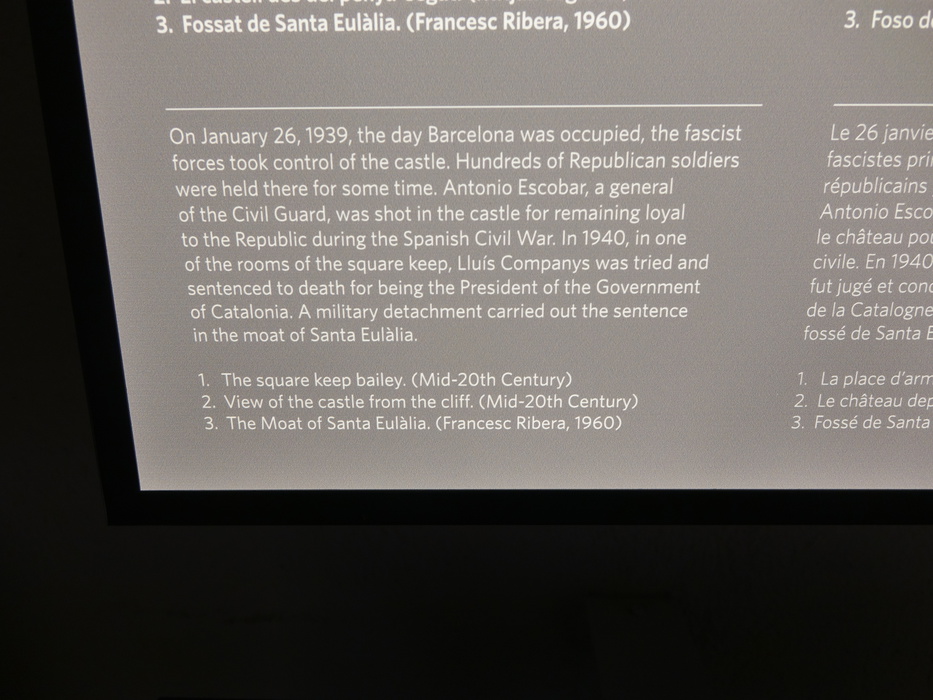 3. Fossat de Santa Eulàlia. (Francesc Ribera, 1960)
3. Foso
On January 26, 1939, the day Barcelona was occupied, the fascist
forces took control of the castle. Hundreds of Republican soldiers
were held there for some time. Antonio Escobar, a general
of the Civil Guard, was shot in the castle for remaining loyal
to the Republic during the Spanish Civil War. In 1940, in one
of the rooms of the square keep, Lluís Companys was tried and
sentenced to death for being the President of the Government
of Catalonia. A military detachment carried out the sentence
in the moat of Santa Eulàlia.
1. The square keep bailey. (Mid-20th Century)
2. View of the castle from the cliff. (Mid-20th Century)
3. The Moat of Santa Eulàlia. (Francesc Ribera, 1960)
Le 26 janvie
fascistes pri
républicains
Antonio Esco
le château po
civile. En 1940
fut jugé et con
de la Catalogne
fossé de Santa E
1. La place d'arm
2. Le château dep
3. Fossé de Santa